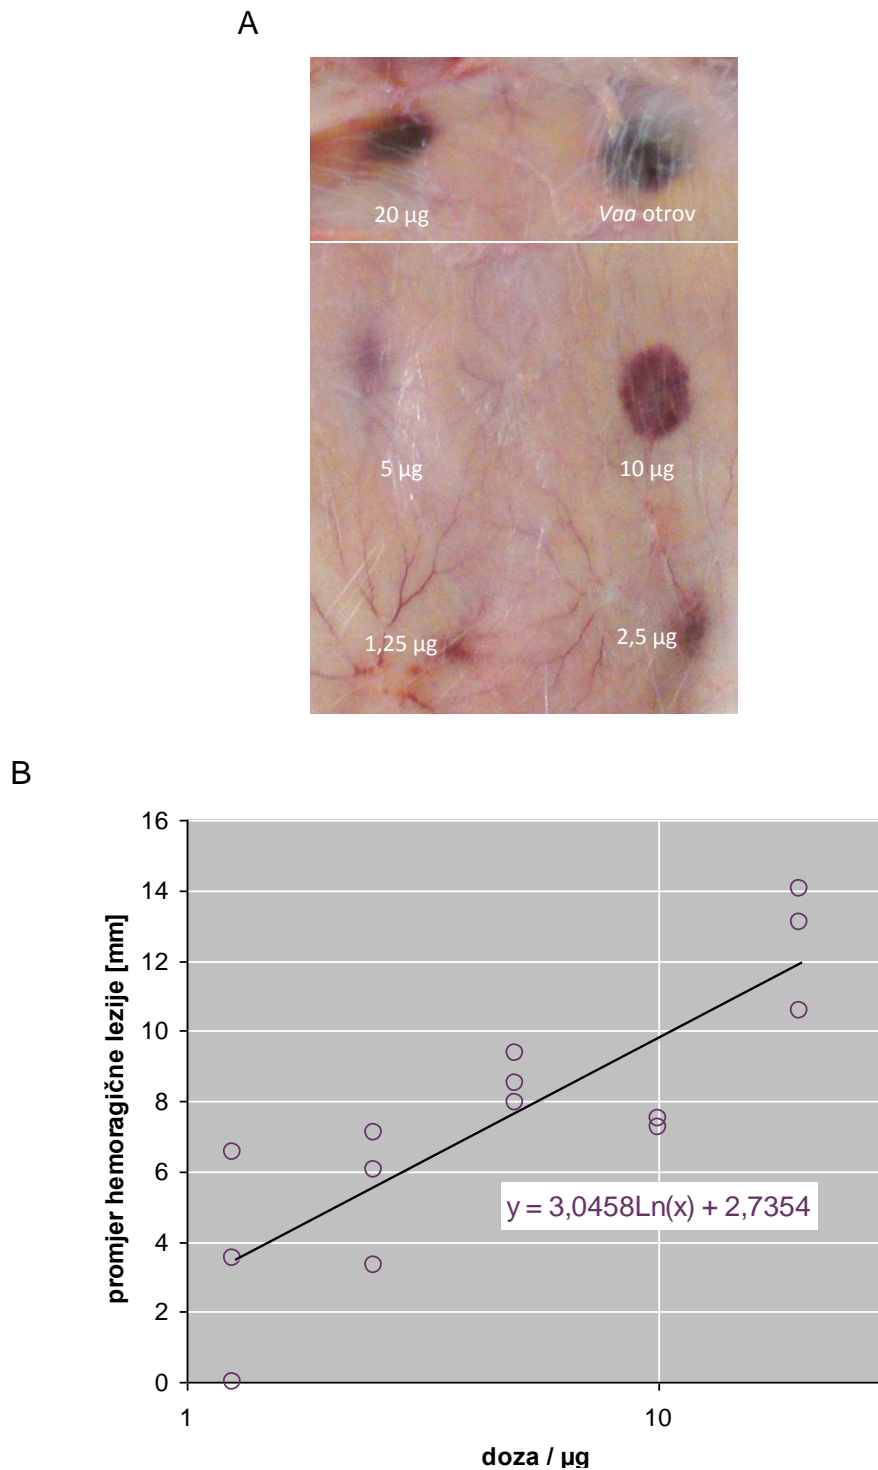 A
20 µg
Vaa otrov
5 µg
10 µg
1,25 µg
2,5 µg
B
promjer hemoragične lezije [mm]
16
14
12
10
8
6
4
2
0
y = 3,0458Ln(x) + 2,7354
1
10
doza / µg